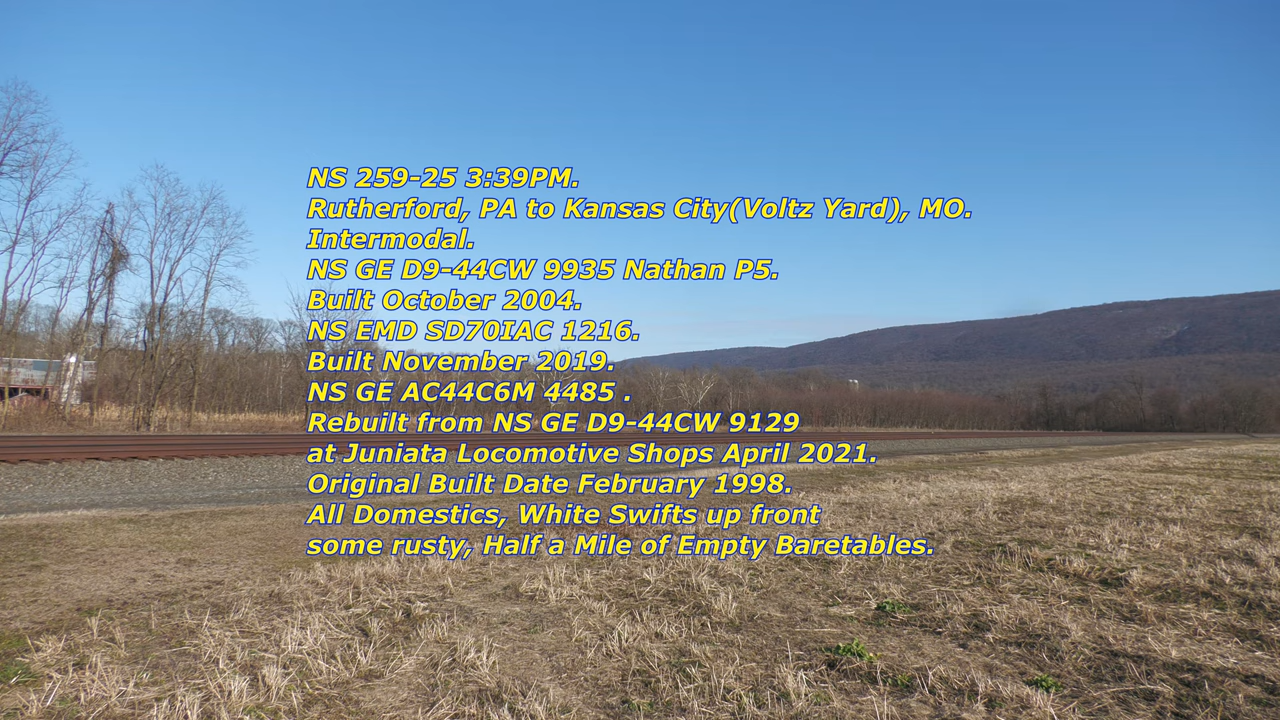 NS 259-25 3:39PM.
Rutherford, PA to Kansas City(Voltz Yard), MO.
Intermodal.
NS GE D9-44CW 9935 Nathan P5.
Built October 2004.
NS EMD SD70IAC 1216.
Built November 2019.
NS GE AC44C6M 4485 .
Rebuilt from NS GE D9-44CW 9129
at Juniata Locomotive Shops April 2021.
Original Built Date February 1998.
All Domestics, White Swifts up front
some rusty, Half a Mile of Empty Baretables.